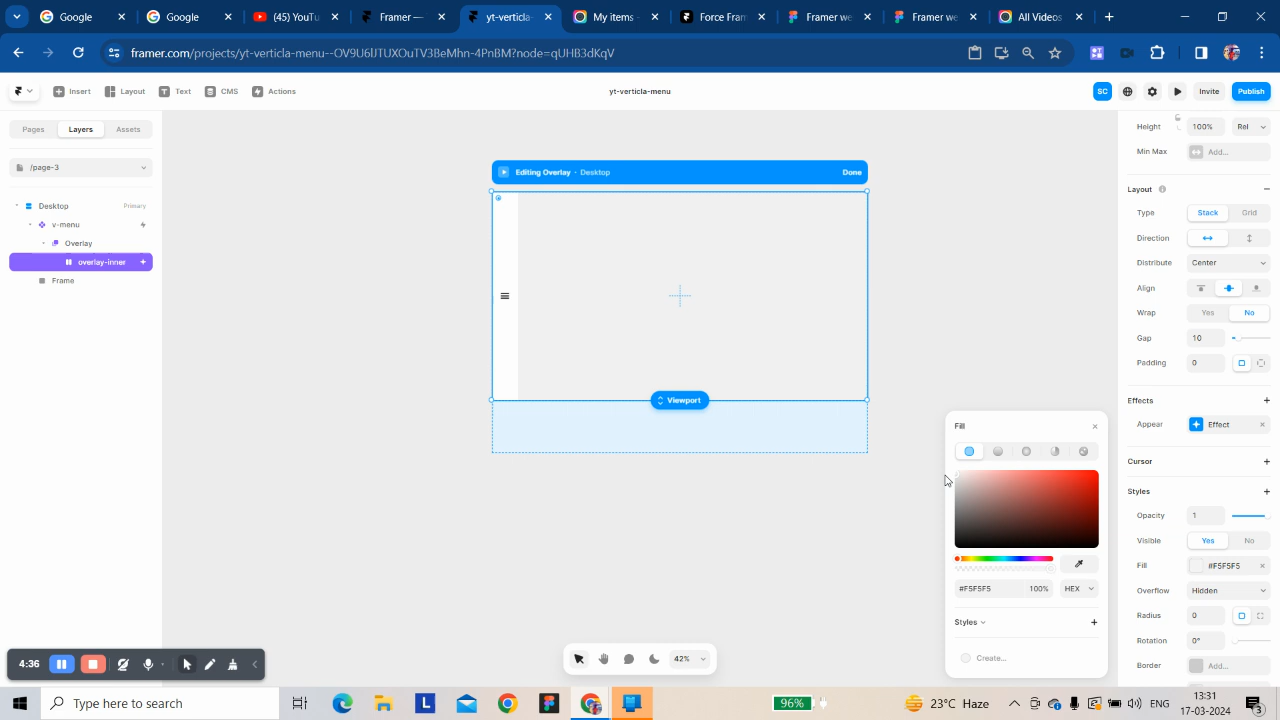 Google
Google
(45) YouTu
Framer —
yt-verticla-
My items -
Force Fram
Framer we
Framer we
All Videos
framer.com/projects/yt-verticla-menu--OV9U6lJTUXOuTV3BeMhn-4PnBM?node=qUHB3dKqV
Insert
Layout
Text
CMS
Actions
yt-verticla-menu
SC
Invite
Publish
Pages
Layers
Assets
/page-3
Desktop
Primary
v-menu
Overlay
overlay-inner
Frame
Editing Overlay · Desktop
Done
Viewport
Height
100%
Rel
Min Max
Add...
Layout
Type
Stack
Grid
Direction
Distribute
Center
Align
Wrap
Yes
No
Gap
10
Padding
0
Effects
Appear
Effect
Cursor
Styles
Opacity
1
Visible
Yes
No
Fill
#F5F5F5
Overflow
Hidden
Radius
0
Rotation
0°
Border
Add...
Fill
#F5F5F5
100%
HEX
Styles
Create...
42%
4:36
Type here to search
96%
23°C Haze
ENG
13:31
17-03-2024
3